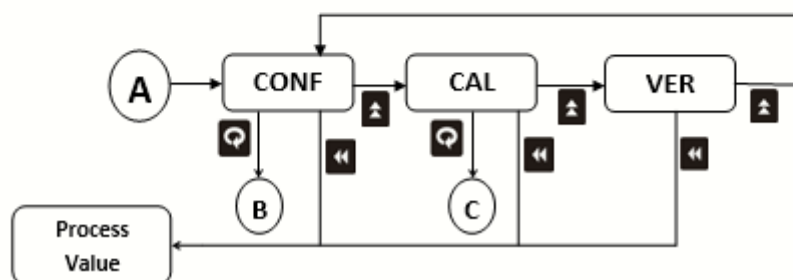 A
CONF
CAL
VER
B
C
Process
Value